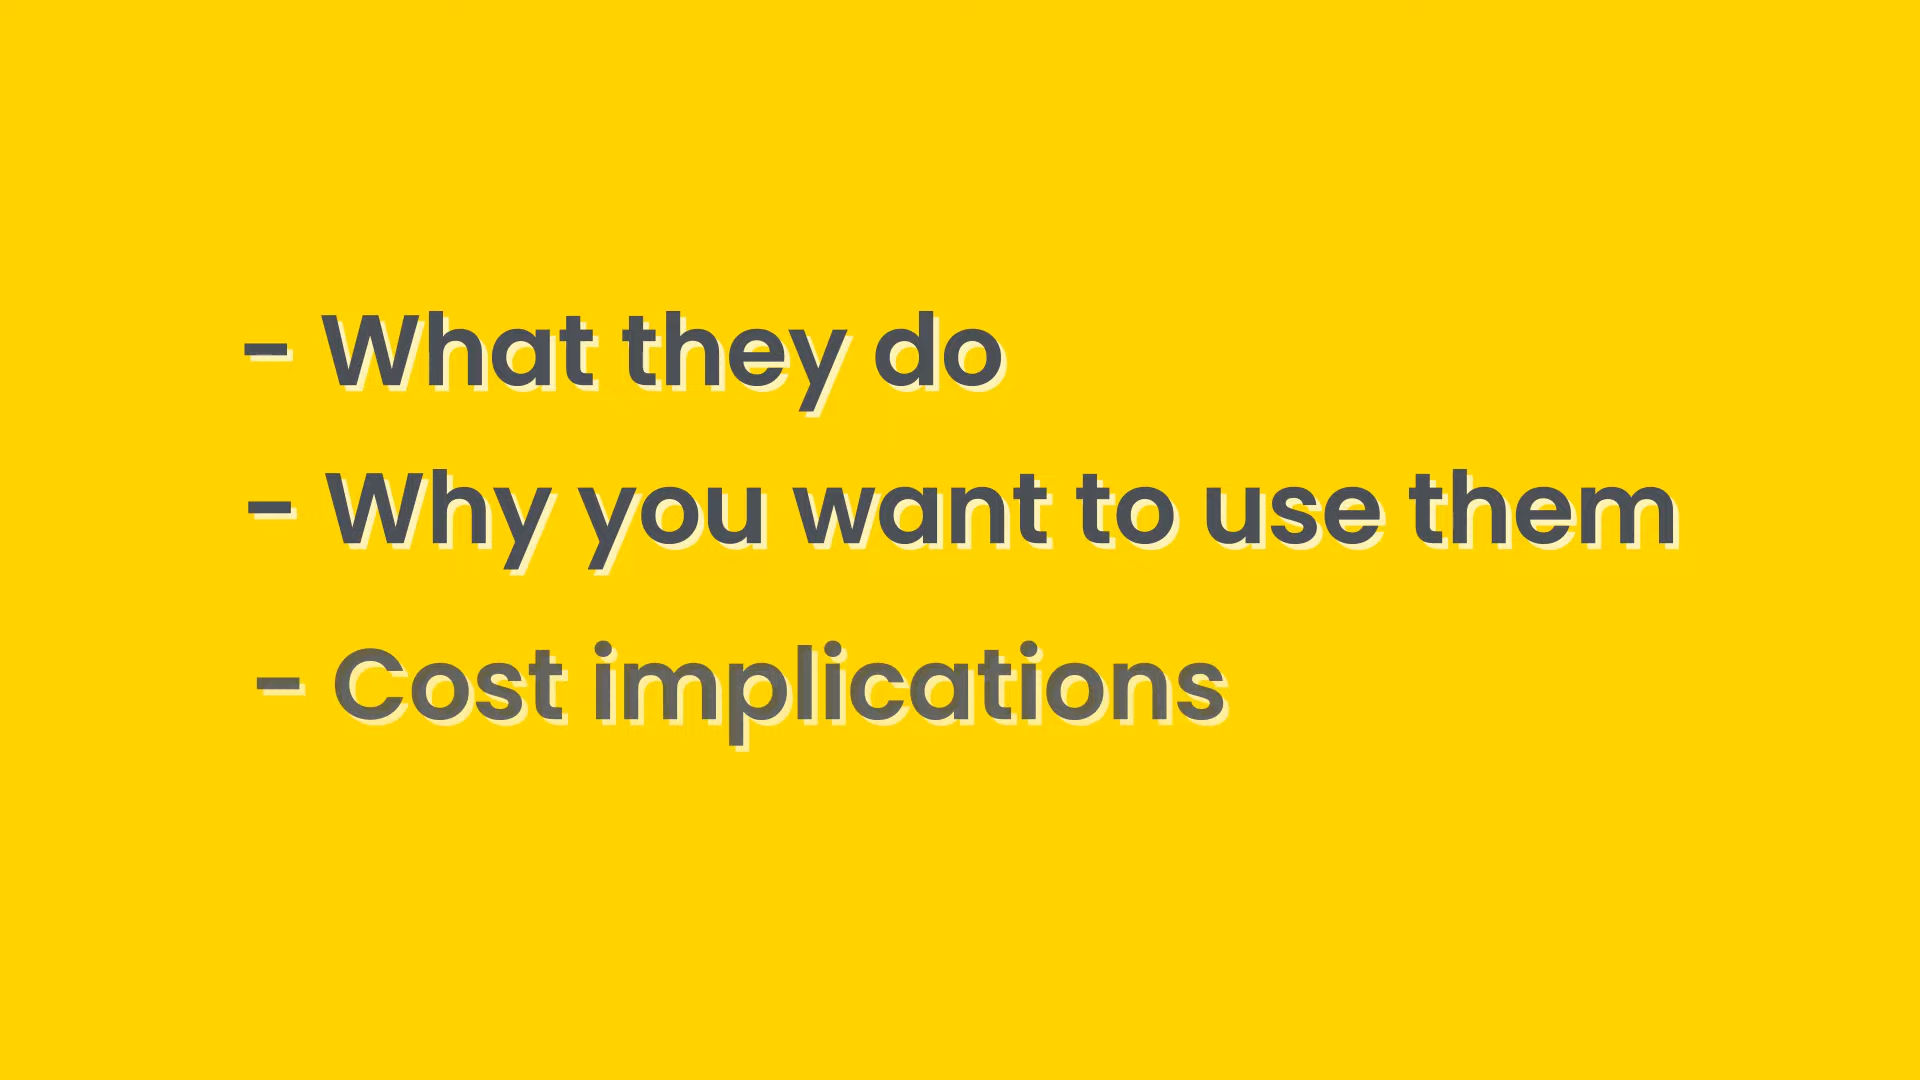 - What they do
- Why you want to use them
- Cost implications